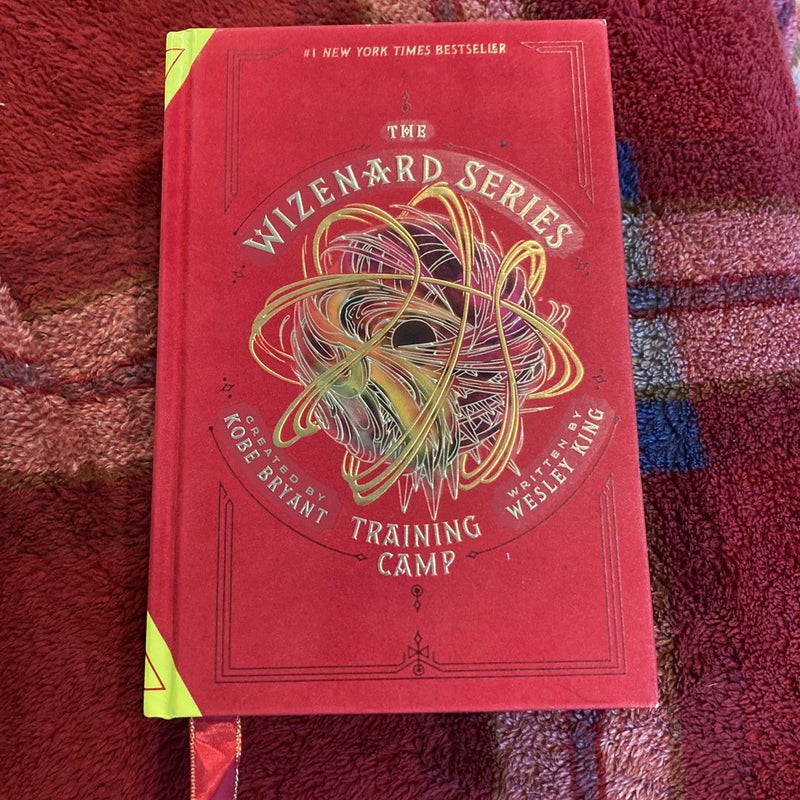 #1 NEW YORK TIMES BESTSELLER
THE
WIZENARD SERIES
CREATED BY
KOBE BRYANT
WRITTEN BY
WESLEY KING
TRAINING
CAMP